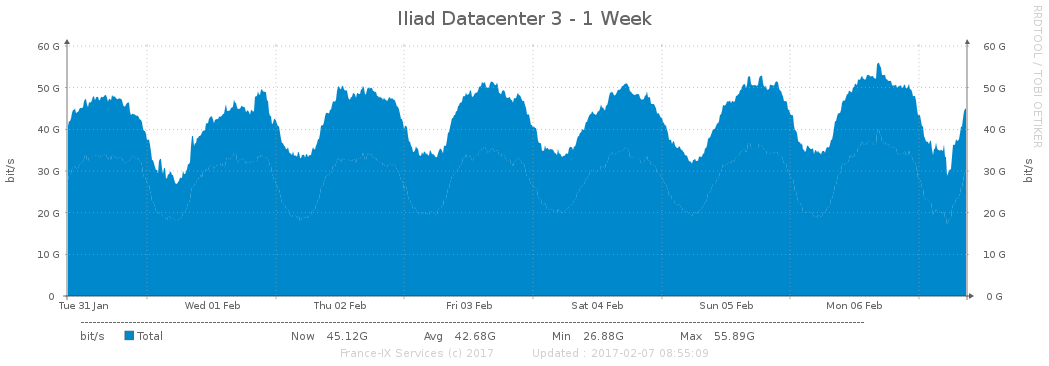 Iliad Datacenter 3 - 1 Week
RRDTOOL / TOBI OETIKER
bit/s
60 G
50 G
40 G
30 G
20 G
10 G
0
60 G
50 G
40 G
30 G
20 G
10 G
0 G
bit/s
Tue 31 Jan Wed 01 Feb Thu 02 Feb Fri 03 Feb Sat 04 Feb Sun 05 Feb Mon 06 Feb
bit/s Total Now 45.12G Avg 42.68G Min 26.88G Max 55.89G
France-IX Services (c) 2017 Updated : 2017-02-07 08:55:09